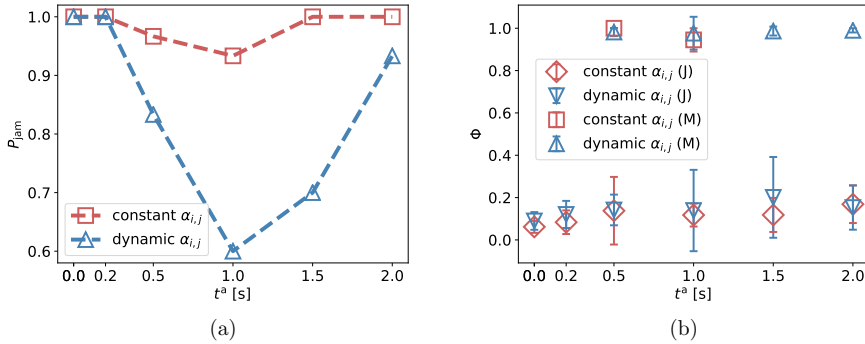 1.0
0.9
0.8
0.7
0.6
P_jam
constant α_{i,j}
dynamic α_{i,j}
0.0 0.2 0.5 1.0 1.5 2.0
t^a [s]
(a)
1.0
0.8
0.6
0.4
0.2
0.0
Φ
constant α_{i,j} (J)
dynamic α_{i,j} (J)
constant α_{i,j} (M)
dynamic α_{i,j} (M)
0.0 0.2 0.5 1.0 1.5 2.0
t^a [s]
(b)